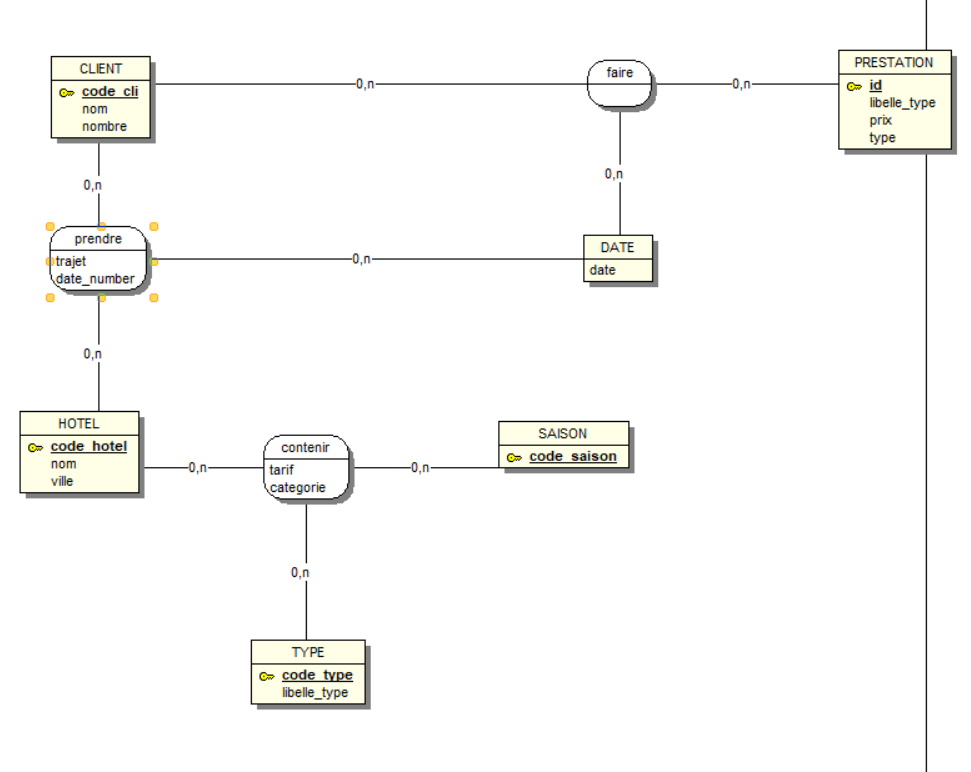 CLIENT
code_cli
nom
nombre
0,n
faire
0,n
PRESTATION
id
libelle_type
prix
type
0,n
0,n
prendre
trajet
date_number
0,n
DATE
date
0,n
HOTEL
code_hotel
nom
ville
0,n
contenir
tarif
categorie
0,n
SAISON
code_saison
0,n
TYPE
code_type
libelle_type